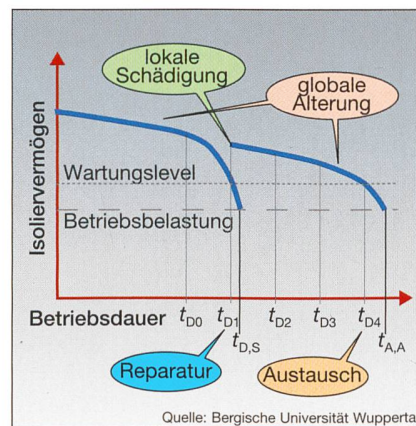 lokale
Schädigung
globale
Alterung
Isoliervermögen
Wartungslevel
Betriebsbelastung
Betriebsdauer tD0 tD1 tD2 tD3 tD4
tD,S tA,A
Reparatur
Austausch
Quelle: Bergische Universität Wupperta